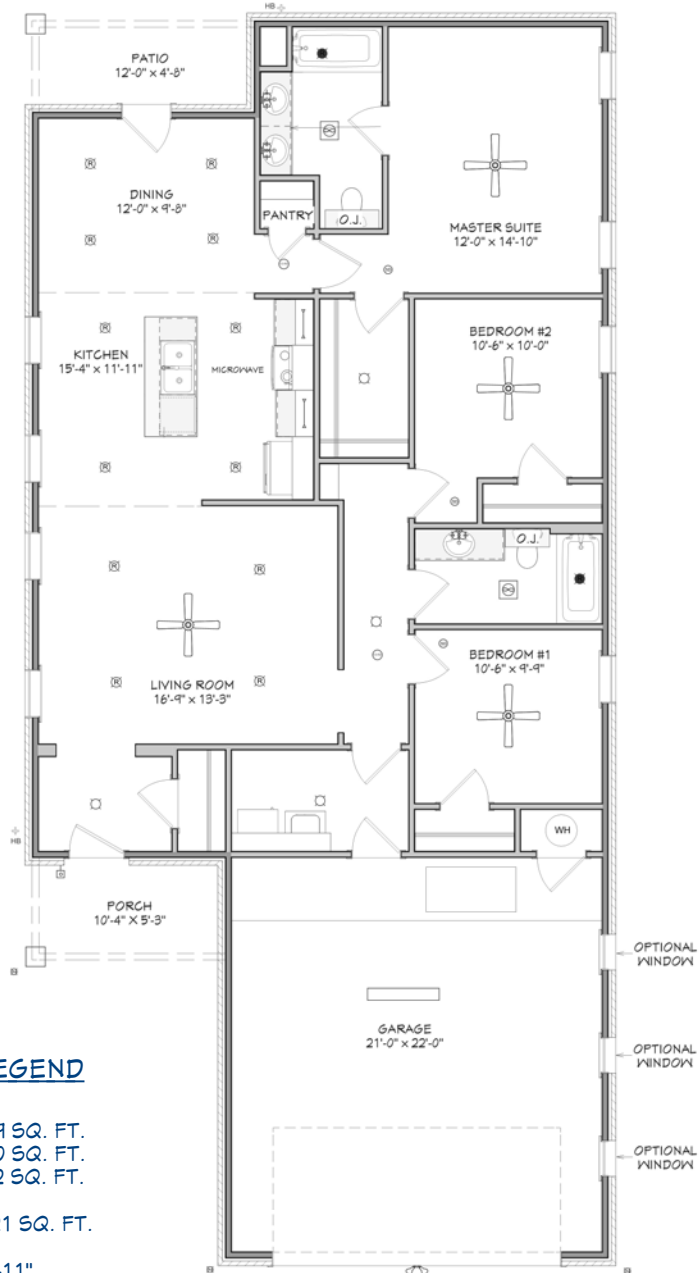 HB
PATIO
12'-0" x 4'-8"
DINING
12'-0" x 9'-8"
PANTRY
O.J.
MASTER SUITE
12'-0" x 14'-10"
KITCHEN
15'-4" x 11'-11"
MICROWAVE
BEDROOM #2
10'-6" x 10'-0"
O.J.
BEDROOM #1
10'-6" x 9'-9"
LIVING ROOM
16'-9" x 13'-3"
WH
HB
PORCH
10'-4" X 5'-3"
OPTIONAL
WINDOW
GARAGE
21'-0" x 22'-0"
OPTIONAL
WINDOW
OPTIONAL
WINDOW
EGEND
SQ. FT.
SQ. FT.
2 SQ. FT.
21 SQ. FT.
11"
R
R
R
R
R
R
R
R
R
R
R
R